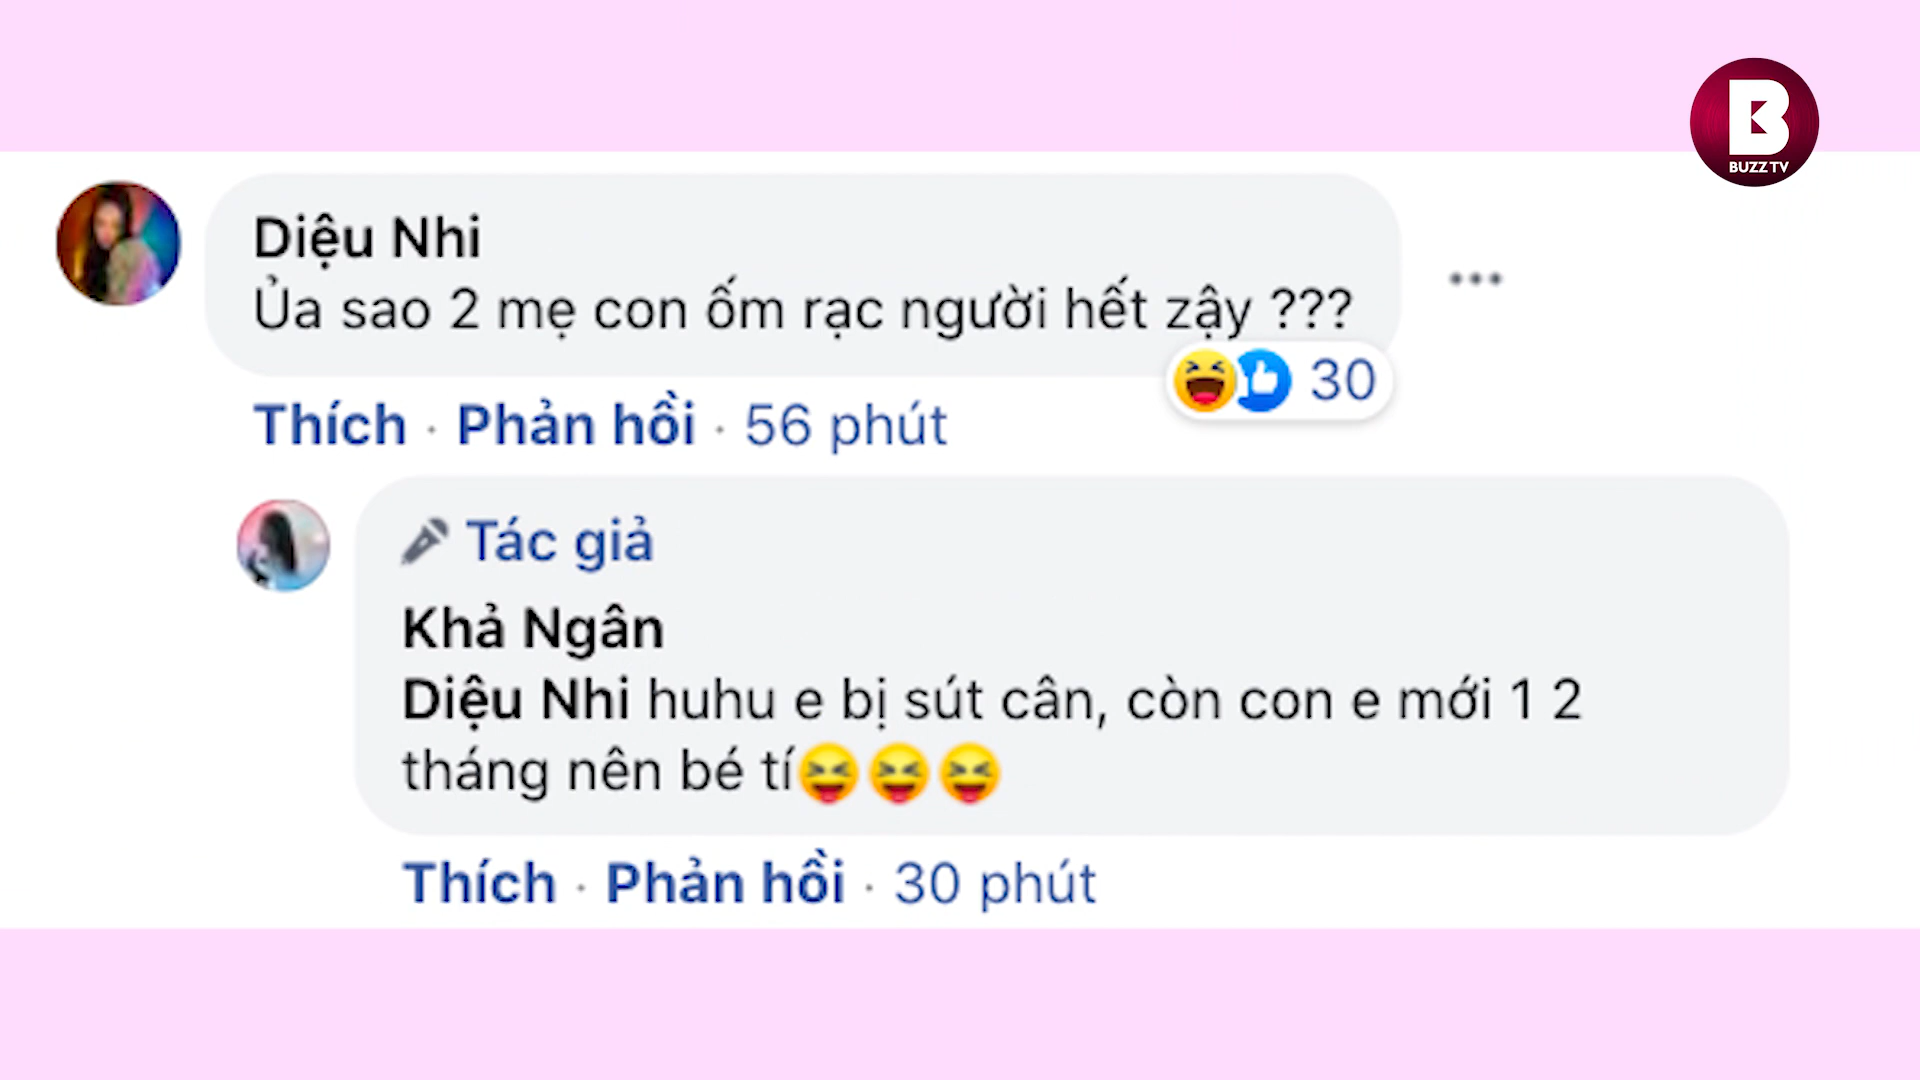 B
BUZZ TV
Diệu Nhi
Ủa sao 2 mẹ con ốm rạc người hết zậy ???
30
Thích · Phản hồi · 56 phút
Tác giả
Khả Ngân
Diệu Nhi huhu e bị sút cân, còn con e mới 1 2
tháng nên bé tí😝😝😝
Thích · Phản hồi · 30 phút